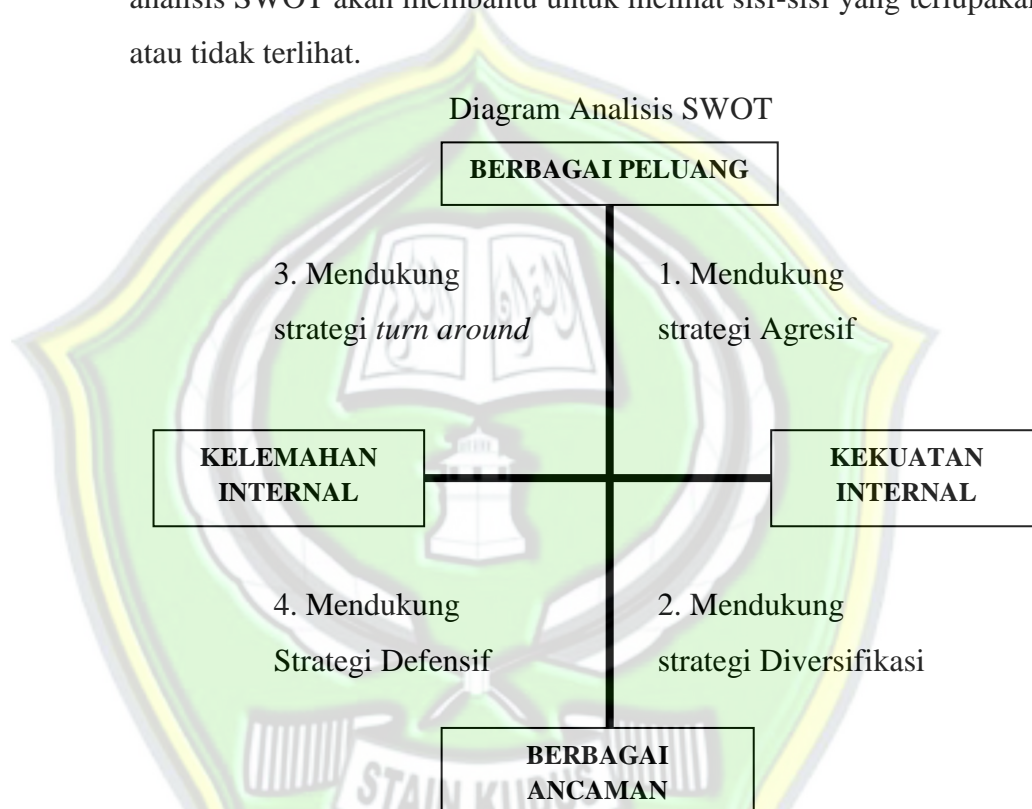 analisis SWOT akan membantu untuk melihat sisi-sisi yang terlupakan
atau tidak terlihat.
Diagram Analisis SWOT
BERBAGAI PELUANG
3. Mendukung
strategi turn around
1. Mendukung
strategi Agresif
KELEMAHAN
INTERNAL
KEKUATAN
INTERNAL
4. Mendukung
Strategi Defensif
2. Mendukung
strategi Diversifikasi
BERBAGAI
ANCAMAN
STAIN KUDUS